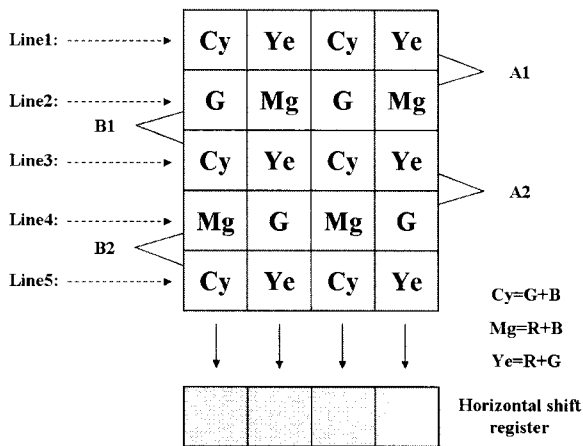 Line1: Cy Ye Cy Ye
A1
Line2: G Mg G Mg
B1
Line3: Cy Ye Cy Ye
A2
Line4: Mg G Mg G
B2
Line5: Cy Ye Cy Ye
Cy=G+B
Mg=R+B
Ye=R+G
Horizontal shift
register